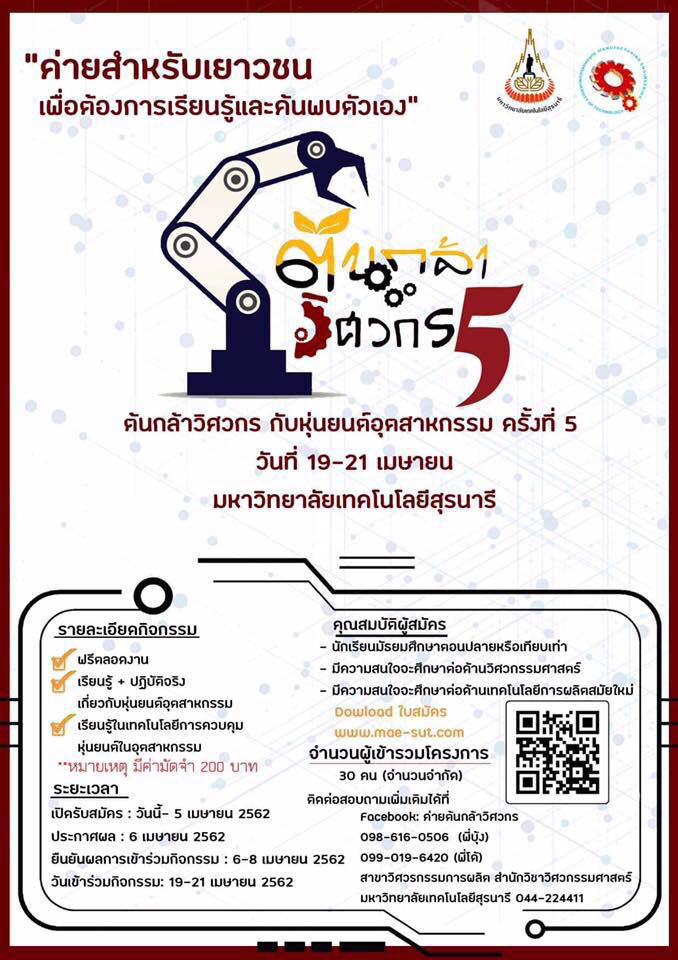 "ค่ายสำหรับเยาวชน
เพื่อต้องการเรียนรู้และค้นพบตัวเอง"
มหาวิทยาลัยเทคโนโลยีสุรนารี
ต้นกล้า
วิศวกร 5
ต้นกล้าวิศวกร กับหุ่นยนต์อุตสาหกรรม ครั้งที่ 5
วันที่ 19-21 เมษายน
มหาวิทยาลัยเทคโนโลยีสุรนารี
รายละเอียดกิจกรรม
ฟรีตลอดงาน
เรียนรู้ + ปฏิบัติจริง
เกี่ยวกับหุ่นยนต์อุตสาหกรรม
เรียนรู้ในเทคโนโลยีการควบคุม
หุ่นยนต์ในอุตสาหกรรม
**หมายเหตุ มีค่ามัดจำ 200 บาท
ระยะเวลา
เปิดรับสมัคร : วันนี้- 5 เมษายน 2562
ประกาศผล : 6 เมษายน 2562
ยืนยันผลการเข้าร่วมกิจกรรม : 6-8 เมษายน 2562
วันเข้าร่วมกิจกรรม: 19-21 เมษายน 2562
คุณสมบัติผู้สมัคร
- นักเรียนมัธยมศึกษาตอนปลายหรือเทียบเท่า
- มีความสนใจจะศึกษาต่อด้านวิศวกรรมศาสตร์
- มีความสนใจจะศึกษาต่อด้านเทคโนโลยีการผลิตสมัยใหม่
Dowload ใบสมัคร
www.mae-sut.com
จำนวนผู้เข้ารวมโครงการ
30 คน (จำนวนจำกัด)
ติดต่อสอบถามเพิ่มเติมได้ที่
Facebook: ค่ายต้นกล้าวิศวกร
098-616-0506 (พี่บุ๋ง)
099-019-6420 (พี่โต้)
สาขาวิศวรกรรมการผลิต สำนักวิชาวิศวกรรมศาสตร์
มหาวิทยาลัยเทคโนโลยีสุรนารี 044-224411